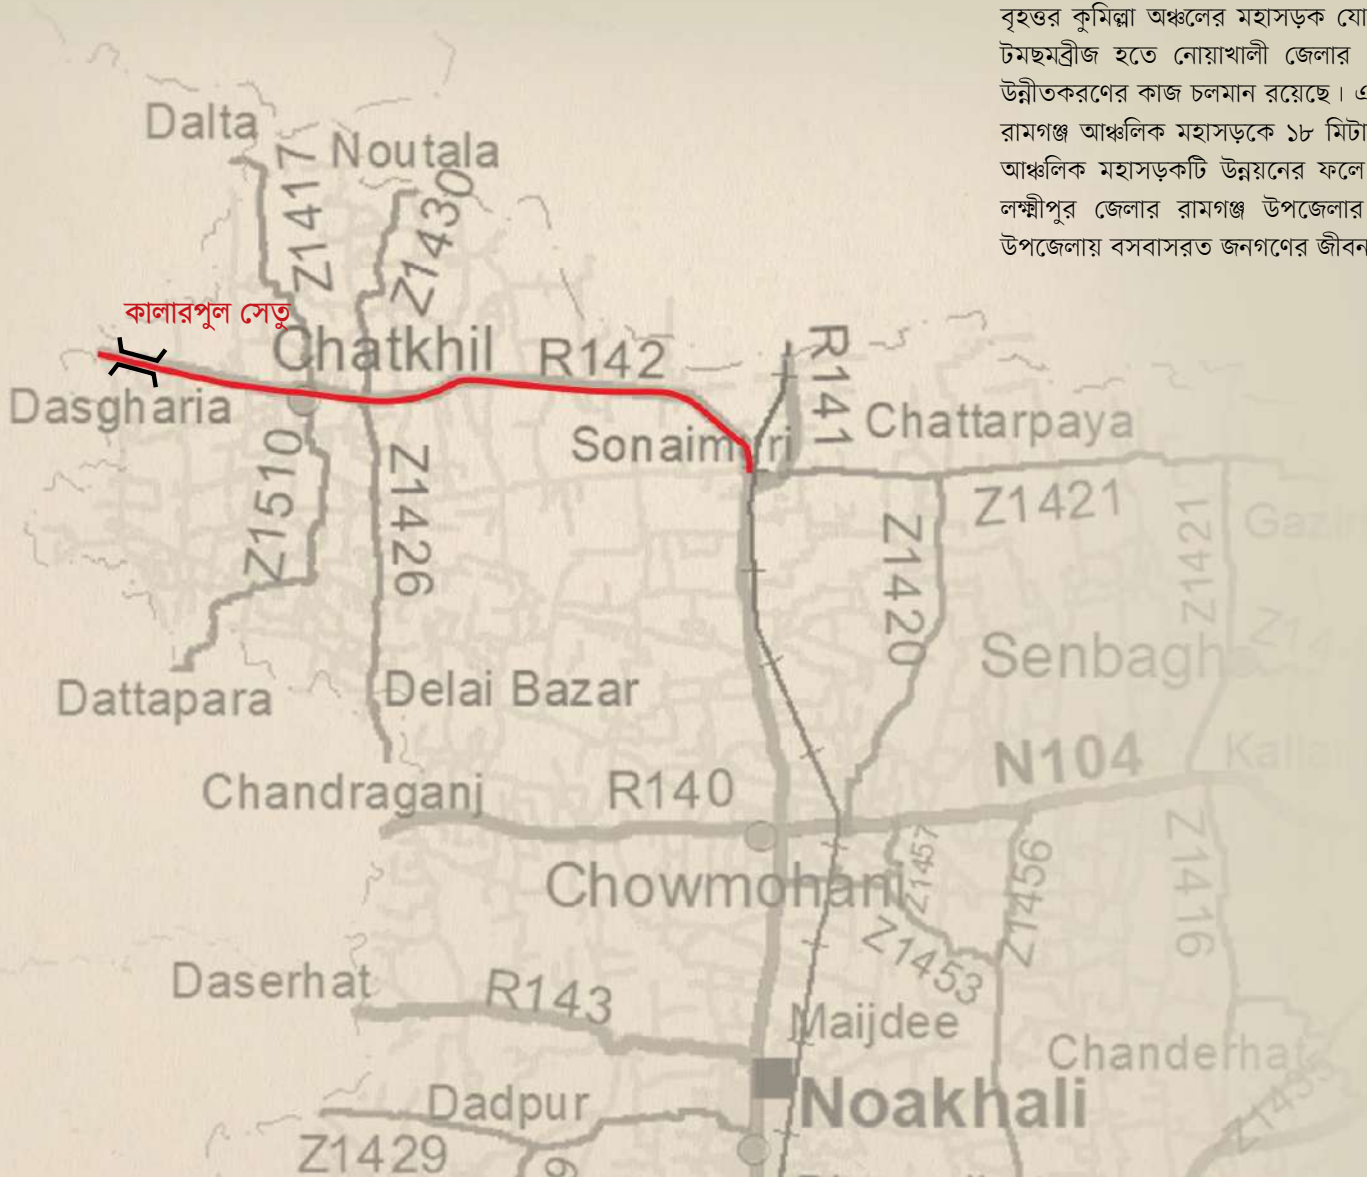 বৃহত্তর কুমিল্লা অঞ্চলের মহাসড়ক যো
টমছমব্রীজ হতে নোয়াখালী জেলার
উন্নীতকরণের কাজ চলমান রয়েছে। এ
রামগঞ্জ আঞ্চলিক মহাসড়কে ১৮ মিটা
আঞ্চলিক মহাসড়কটি উন্নয়নের ফলে
লক্ষ্মীপুর জেলার রামগঞ্জ উপজেলার
উপজেলায় বসবাসরত জনগণের জীবন
Dalta
Z1417
Noutala
Z1430
কালারপুল সেতু
Chatkhil
R142
R141
Dasgharia
Sonaimuri
Chattarpaya
Z1510
Z1426
Z1421
Z1420
Z1421
Senbagh
Dattapara
Delai Bazar
N104
Chandraganj
R140
Z1457
Z1456
Z1416
Chowmohani
Z1453
Daserhat
R143
Maijdee
Chanderhat
Dadpur
Noakhali
Z1429